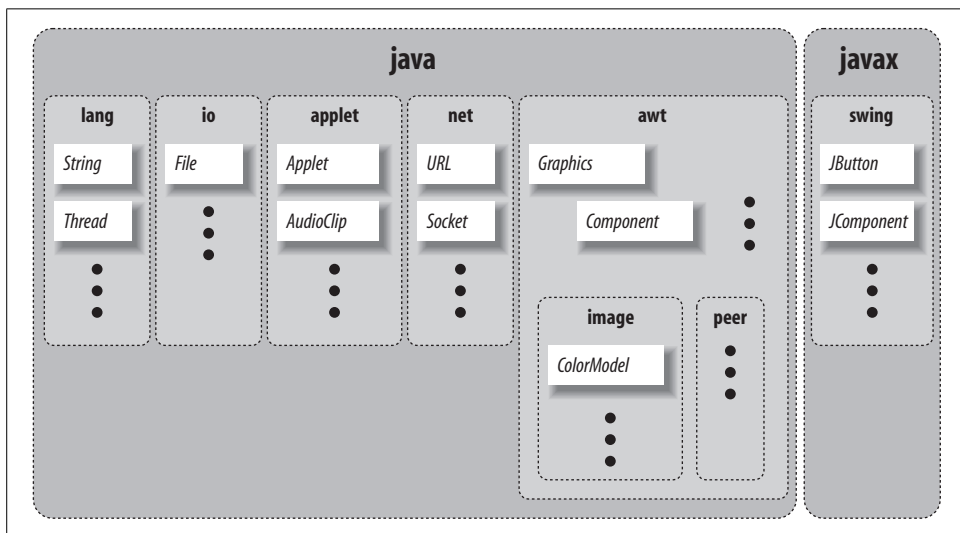 java
javax
lang
io
applet
net
awt
swing
String
File
Applet
URL
Graphics
JButton
Thread
AudioClip
Socket
Component
JComponent
image
peer
ColorModel